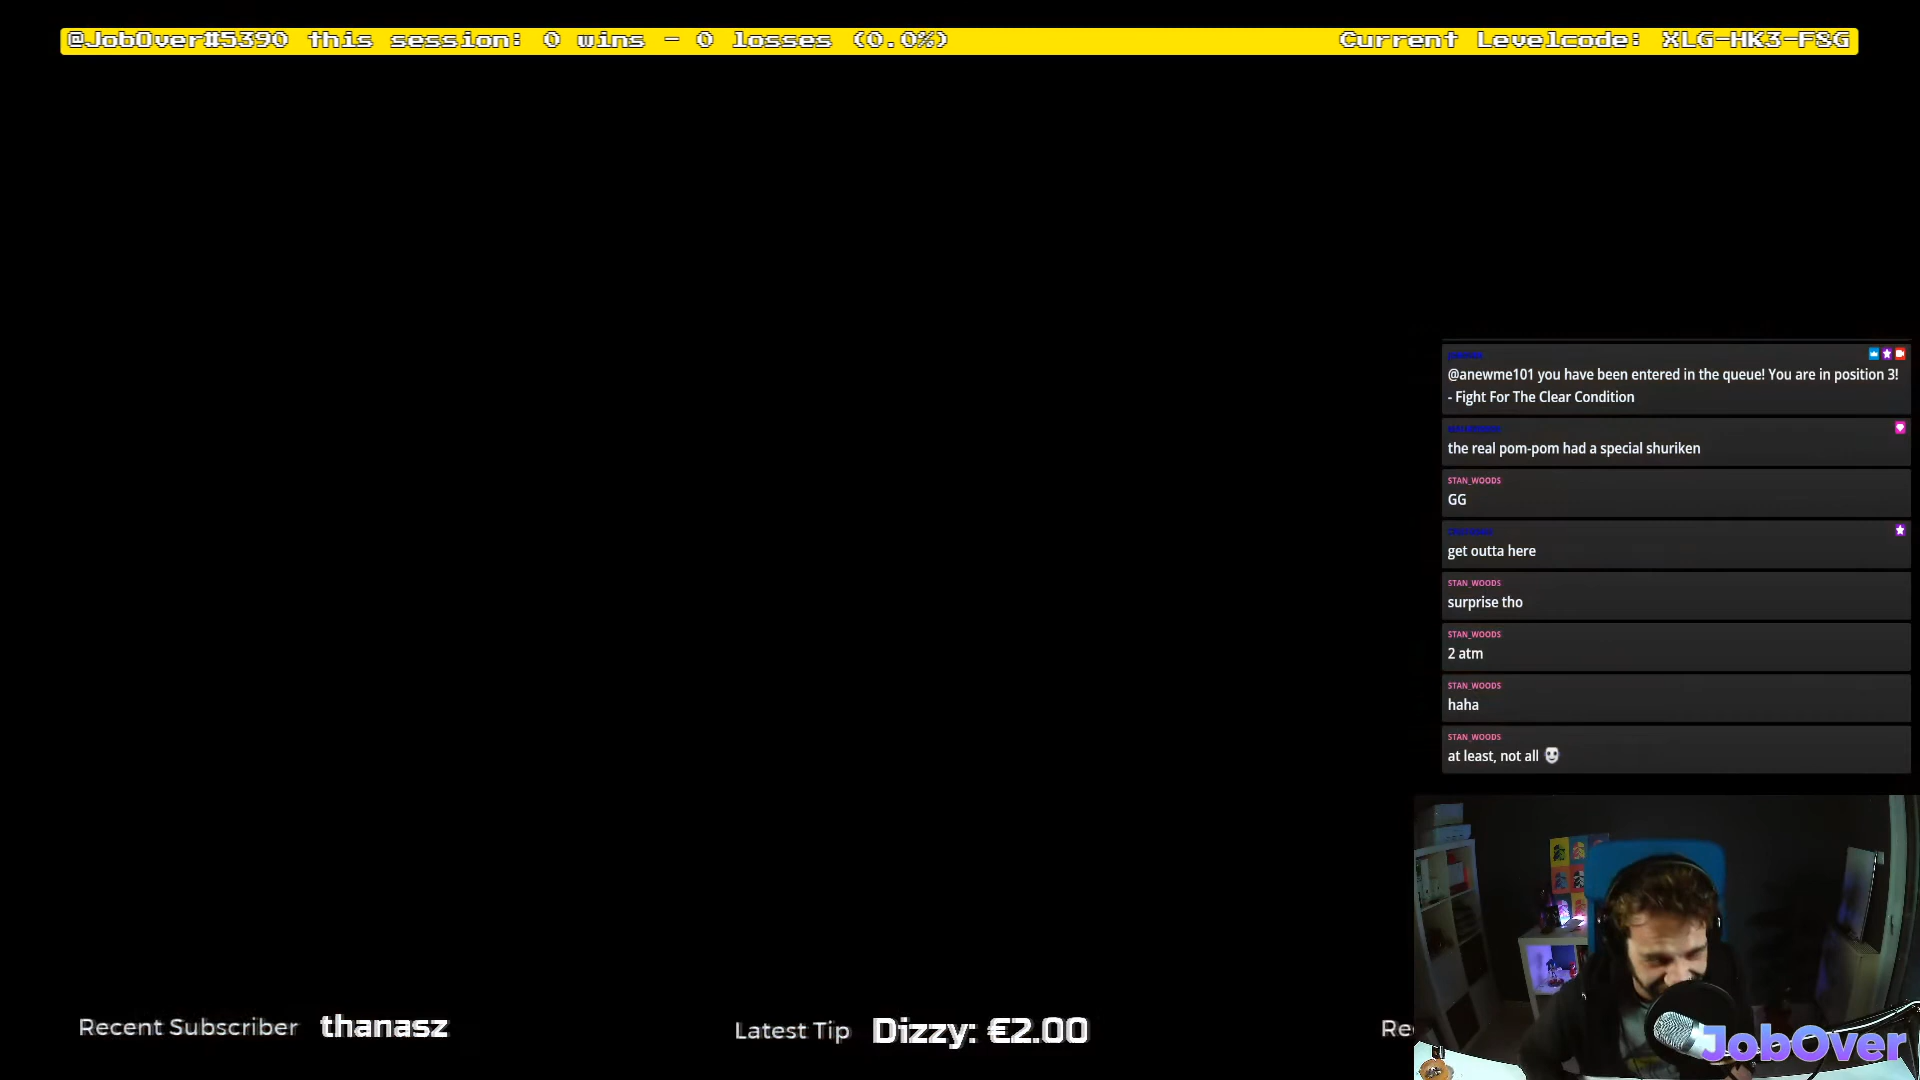 @JobOver#5390 this session: 0 wins - 0 losses (0.0%)
Current Levelcode: XLG-HK3-F8G
@anewme101 you have been entered in the queue! You are in position 3!
- Fight For The Clear Condition
the real pom-pom had a special shuriken
STAN_WOODS
GG
get outta here
STAN_WOODS
surprise tho
STAN_WOODS
2 atm
STAN_WOODS
haha
STAN_WOODS
at least, not all
Recent Subscriber thanasz
Latest Tip Dizzy: €2.00
JobOver